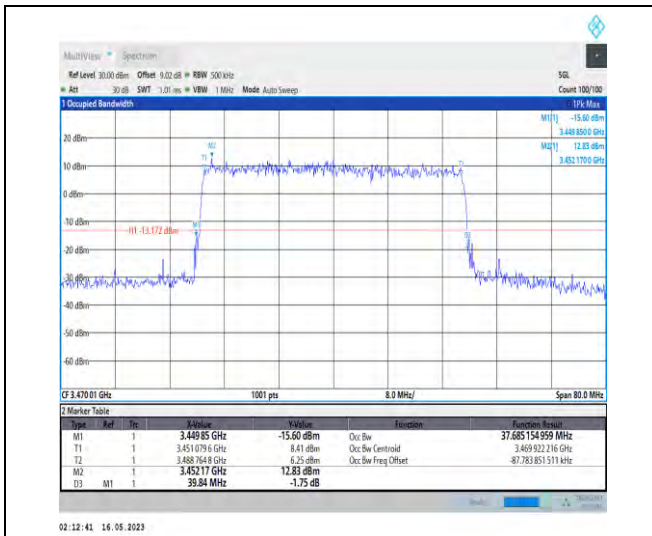 MultiView Spectrum
Ref Level 30.00 dBm Offset 9.02 dB RBW 500 kHz SGL
Att 30 dB SWT 1.01 ms VBW 1 MHz Mode Auto Sweep Count 100/100
1 Occupied Bandwidth 1Pk Max
M1[1] -15.60 dBm
3.449 850 0 GHz
M2[1] 12.83 dBm
3.452 170 0 GHz
20 dBm
M2
T1
10 dBm
0 dBm
-10 dBm
H1 -13.172 dBm
M1
-20 dBm
-30 dBm
-40 dBm
-50 dBm
-60 dBm
CF 3.470 01 GHz 1001 pts 8.0 MHz/ Span 80.0 MHz
2 Marker Table
Type Ref Trc X-Value Y-Value Function Function Result
M1 1 3.449 85 GHz -15.60 dBm Occ Bw 37.685 154 959 MHz
T1 1 3.451 079 6 GHz 8.41 dBm Occ Bw Centroid 3.469 922 216 GHz
T2 1 3.488 764 8 GHz 6.25 dBm Occ Bw Freq Offset -87.783 851 511 kHz
M2 1 3.452 17 GHz 12.83 dBm
D3 M1 1 39.84 MHz -1.75 dB
02:12:41 16.05.2023